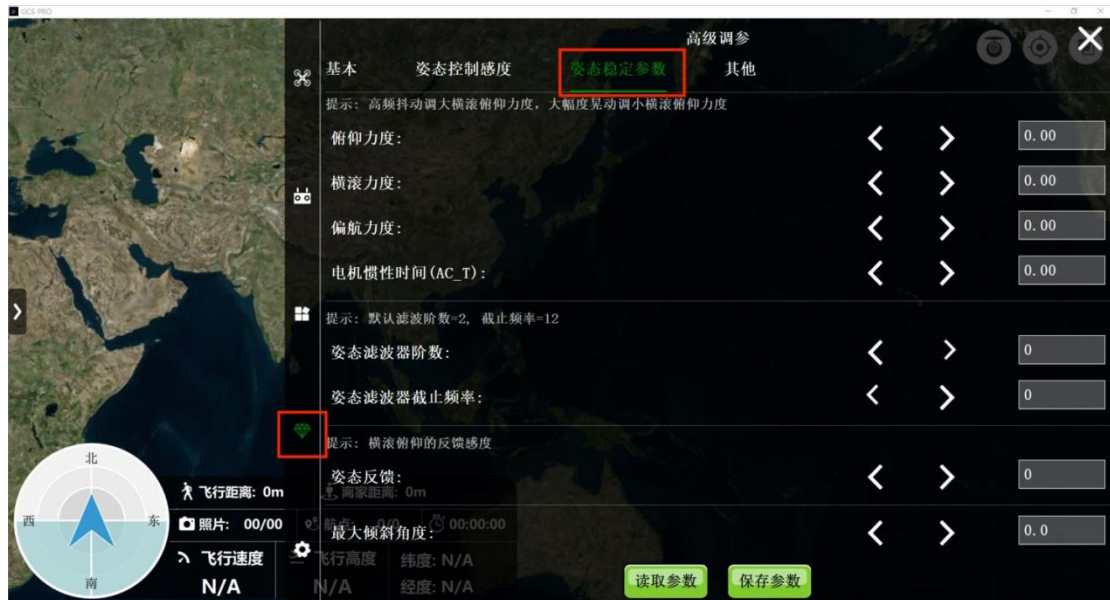 GCS PRO
高级调参
基本 姿态控制感度 姿态稳定参数 其他
提示: 高频抖动调大横滚俯仰力度, 大幅度晃动调小横滚俯仰力度
俯仰力度: 0.00
横滚力度: 0.00
偏航力度: 0.00
电机惯性时间(AC_T): 0.00
提示: 默认滤波阶数=2, 截止频率=12
姿态滤波器阶数: 0
姿态滤波器截止频率: 0
提示: 横滚俯仰的反馈感度
姿态反馈: 0
最大倾斜角度: 0.0
读取参数 保存参数
北
西 东
南
飞行距离: 0m 离家距离: 0m
照片: 00/00 航点: 0/0 00:00:00
飞行速度 飞行高度 纬度: N/A
N/A N/A 经度: N/A